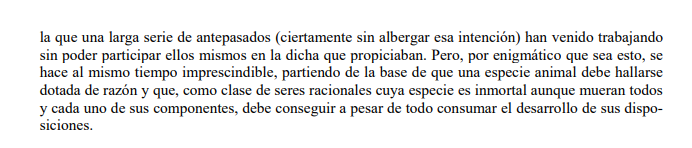 la que una larga serie de antepasados (ciertamente sin albergar esa intención) han venido trabajando
sin poder participar ellos mismos en la dicha que propiciaban. Pero, por enigmático que sea esto, se
hace al mismo tiempo imprescindible, partiendo de la base de que una especie animal debe hallarse
dotada de razón y que, como clase de seres racionales cuya especie es inmortal aunque mueran todos
y cada uno de sus componentes, debe conseguir a pesar de todo consumar el desarrollo de sus dispo-
siciones.